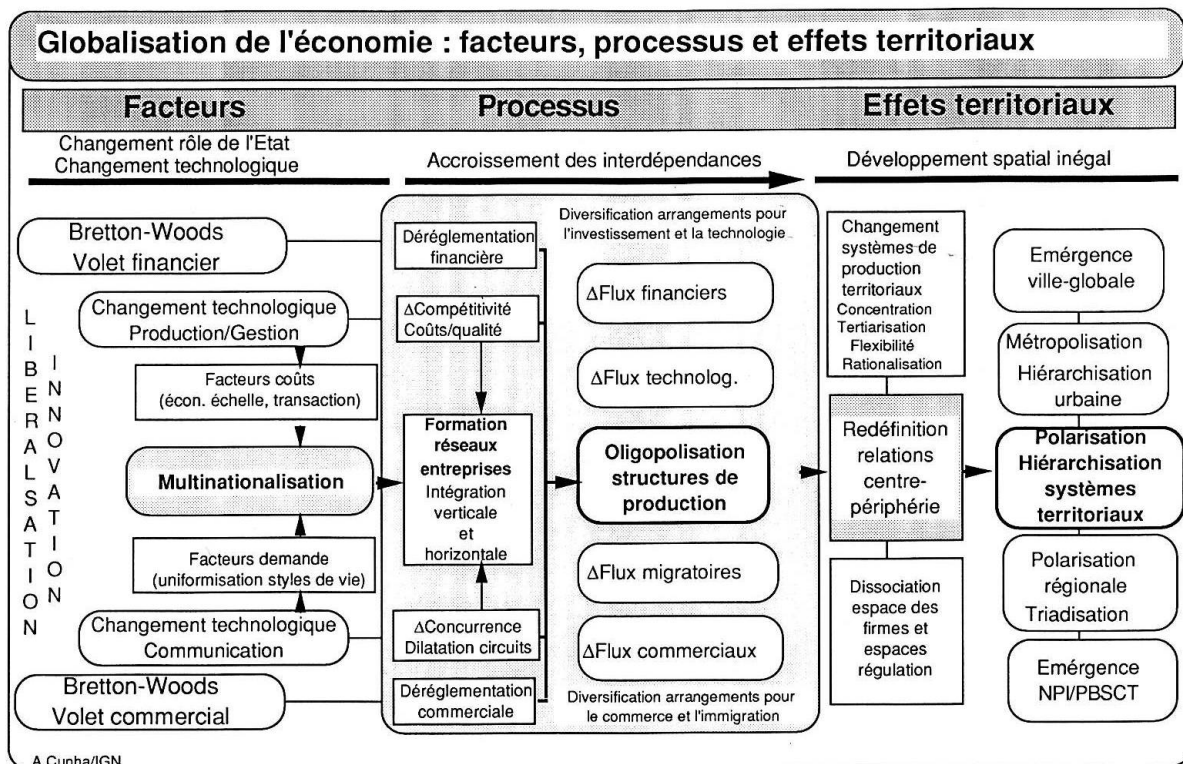 Globalisation de l'économie : facteurs, processus et effets territoriaux
Facteurs
Processus
Effets territoriaux
Changement rôle de l'Etat
Changement technologique
Accroissement des interdépendances
Développement spatial inégal
LIBERALSATION
INNOVATION
Bretton-Woods
Volet financier
Changement technologique
Production/Gestion
Facteurs coûts
(écon. échelle, transaction)
Multinationalisation
Facteurs demande
(uniformisation styles de vie)
Changement technologique
Communication
Bretton-Woods
Volet commercial
Déréglementation
financière
ΔCompétitivité
Coûts/qualité
Formation
réseaux
entreprises
Intégration
verticale
et
horizontale
ΔConcurrence
Dilatation circuits
Déréglementation
commerciale
Diversification arrangements pour
l'investissement et la technologie
ΔFlux financiers
ΔFlux technolog.
Oligopolisation
structures de
production
ΔFlux migratoires
ΔFlux commerciaux
Diversification arrangements pour
le commerce et l'immigration
Changement
systèmes de
production
territoriaux
Concentration
Tertiarisation
Flexibilité
Rationalisation
Redéfinition
relations
centre-
périphérie
Dissociation
espace des
firmes et
espaces
régulation
Emérgence
ville-globale
Métropolisation
Hiérarchisation
urbaine
Polarisation
Hiérarchisation
systèmes
territoriaux
Polarisation
régionale
Triadisation
Emérgence
NPI/PBSCT
A.Cunha/IGN